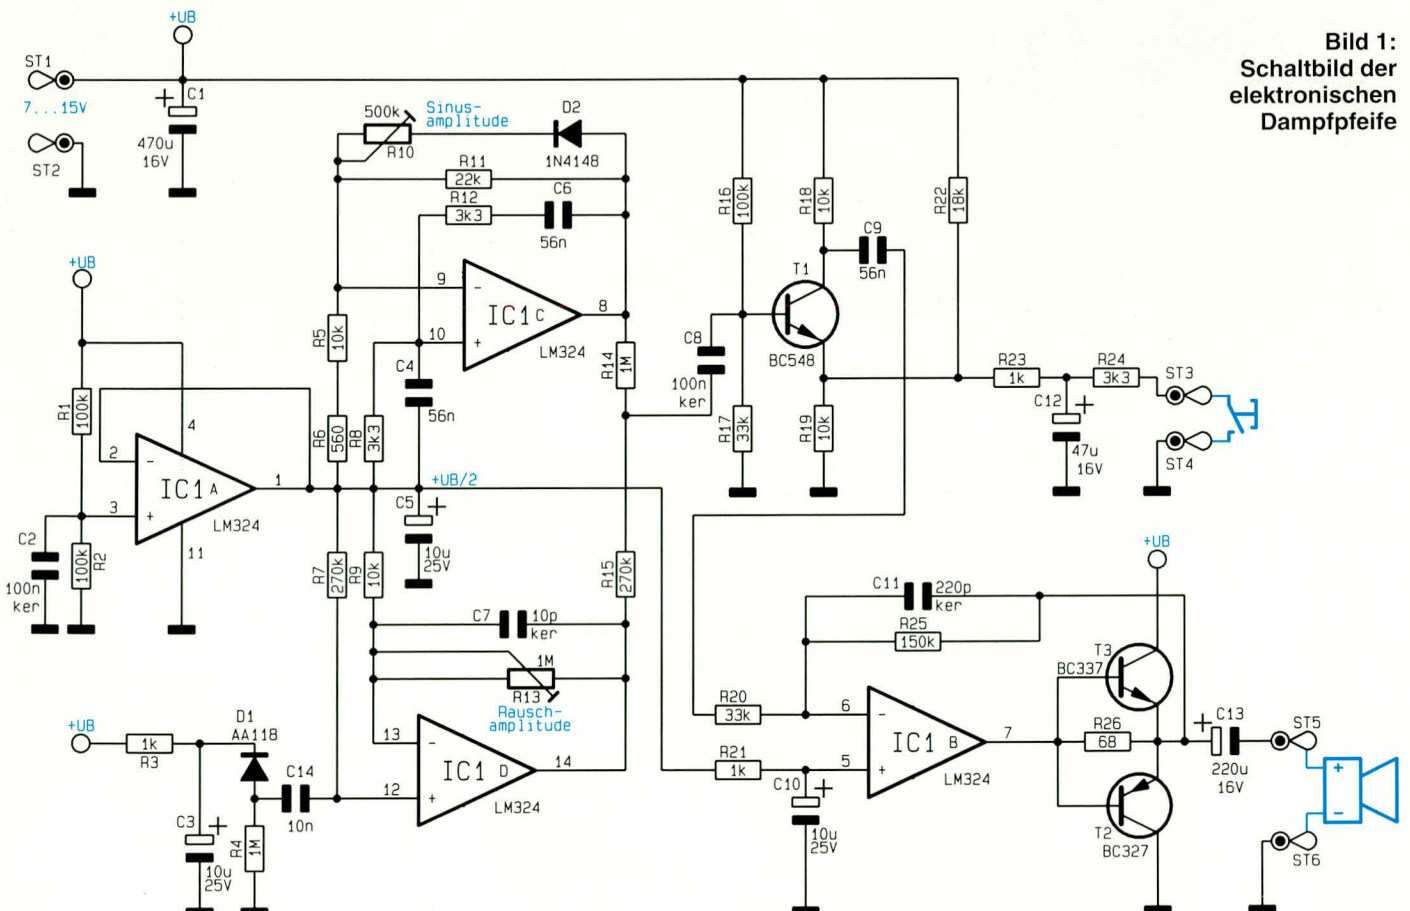 Bild 1:
Schaltbild der
elektronischen
Dampfpfeife
+UB
ST1
7...15V
ST2
C1
+
470u
16V
500k
Sinus-
amplitude
R10
D2
1N4148
R11
22k
R12
3k3
C6
56n
R16
100k
R18
10k
C9
56n
R22
18k
+UB
T1
BC548
R5
10k
9
-
10
+
IC1 C
8
LM324
C4
56n
R14
1M
C8
100n
ker
R1
100k
R6
560
R8
3k3
R17
33k
R19
10k
R23
1k
C12
+
47u
16V
R24
3k3
ST3
ST4
2
-
3
+
4
IC1 A
1
11
LM324
+UB/2
C5
+
10u
25V
C2
100n
ker
R2
100k
R7
270k
R9
10k
R15
270k
C7
10p
ker
1M
R13
Rausch-
amplitude
C11
220p
ker
R25
150k
+UB
T3
BC337
+UB
1k
R3
D1
AA118
C14
10n
13
-
12
+
IC1 D
14
LM324
R20
33k
R21
1k
6
-
5
+
IC1 B
7
LM324
R26
68
C13
+
220u
16V
ST5
+
-
ST6
C3
+
10u
25V
R4
1M
C10
+
10u
25V
T2
BC327